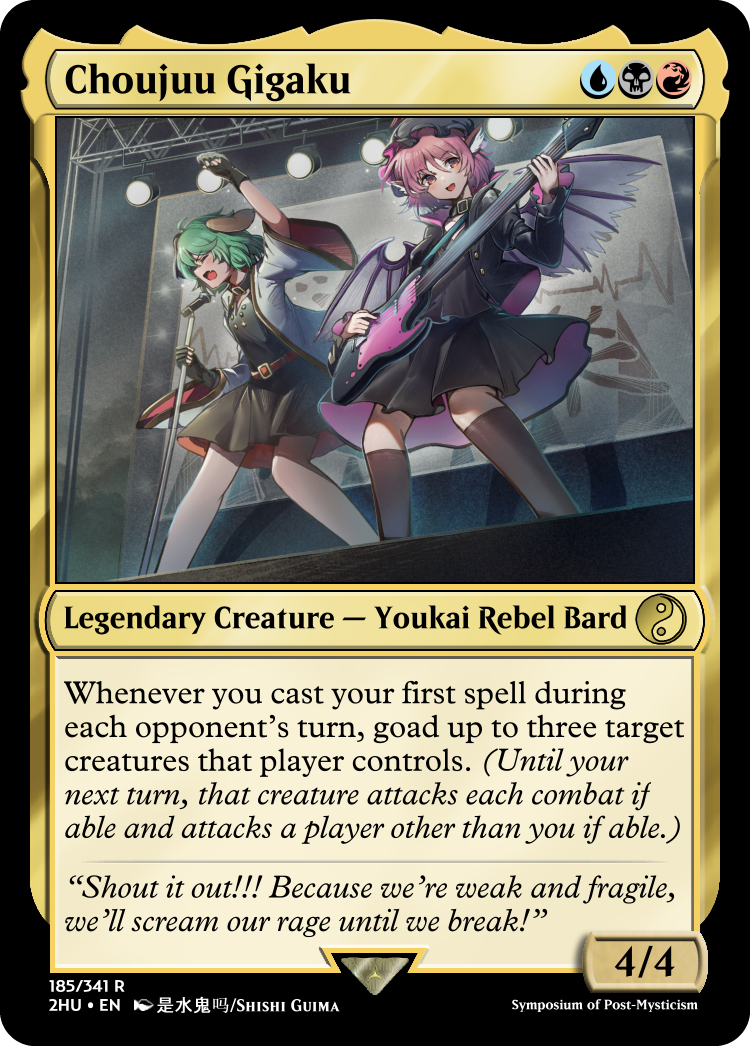 Choujuu Gigaku
Legendary Creature — Youkai Rebel Bard
Whenever you cast your first spell during
each opponent's turn, goad up to three target
creatures that player controls. (Until your
next turn, that creature attacks each combat if
able and attacks a player other than you if able.)
“Shout it out!!! Because we're weak and fragile,
we'll scream our rage until we break!”
4/4
185/341 R
2HU • EN 是水鬼吗/Shishi Guima
Symposium of Post-Mysticism